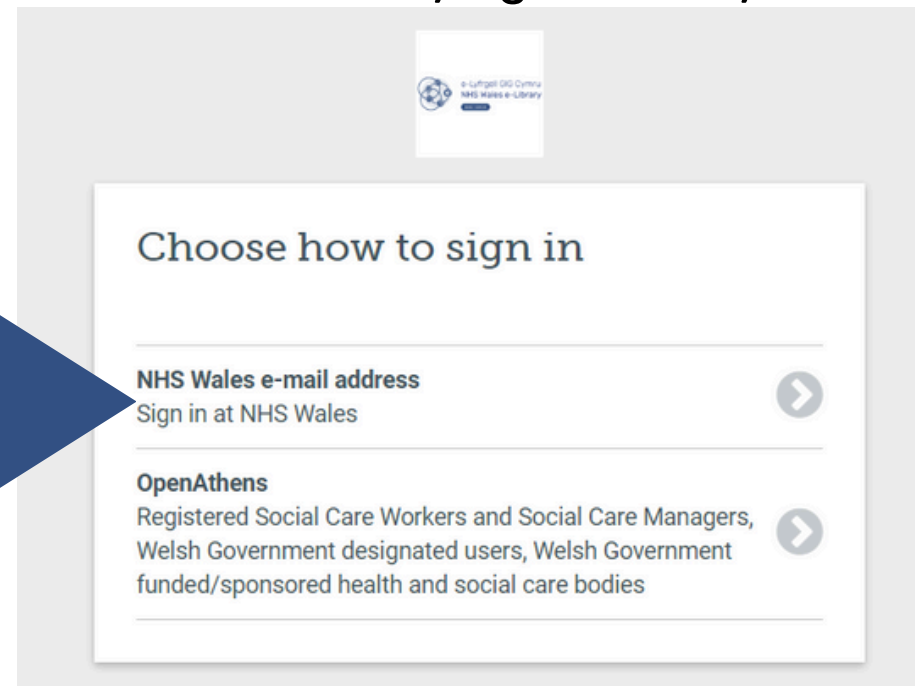 e-Lyfrgell GIG Cymru
NHS Wales e-Library
Choose how to sign in
NHS Wales e-mail address
Sign in at NHS Wales
OpenAthens
Registered Social Care Workers and Social Care Managers,
Welsh Government designated users, Welsh Government
funded/sponsored health and social care bodies